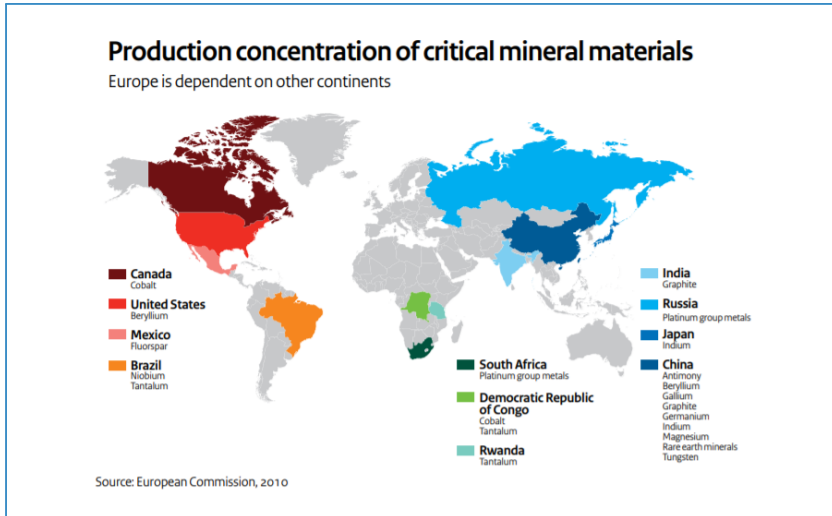 Production concentration of critical mineral materials
Europe is dependent on other continents
Canada
Cobalt
United States
Beryllium
Mexico
Fluorspar
Brazil
Niobium
Tantalum
South Africa
Platinum group metals
Democratic Republic
of Congo
Cobalt
Tantalum
Rwanda
Tantalum
India
Graphite
Russia
Platinum group metals
Japan
Indium
China
Antimony
Beryllium
Gallium
Graphite
Germanium
Indium
Magnesium
Rare earth minerals
Tungsten
Source: European Commission, 2010